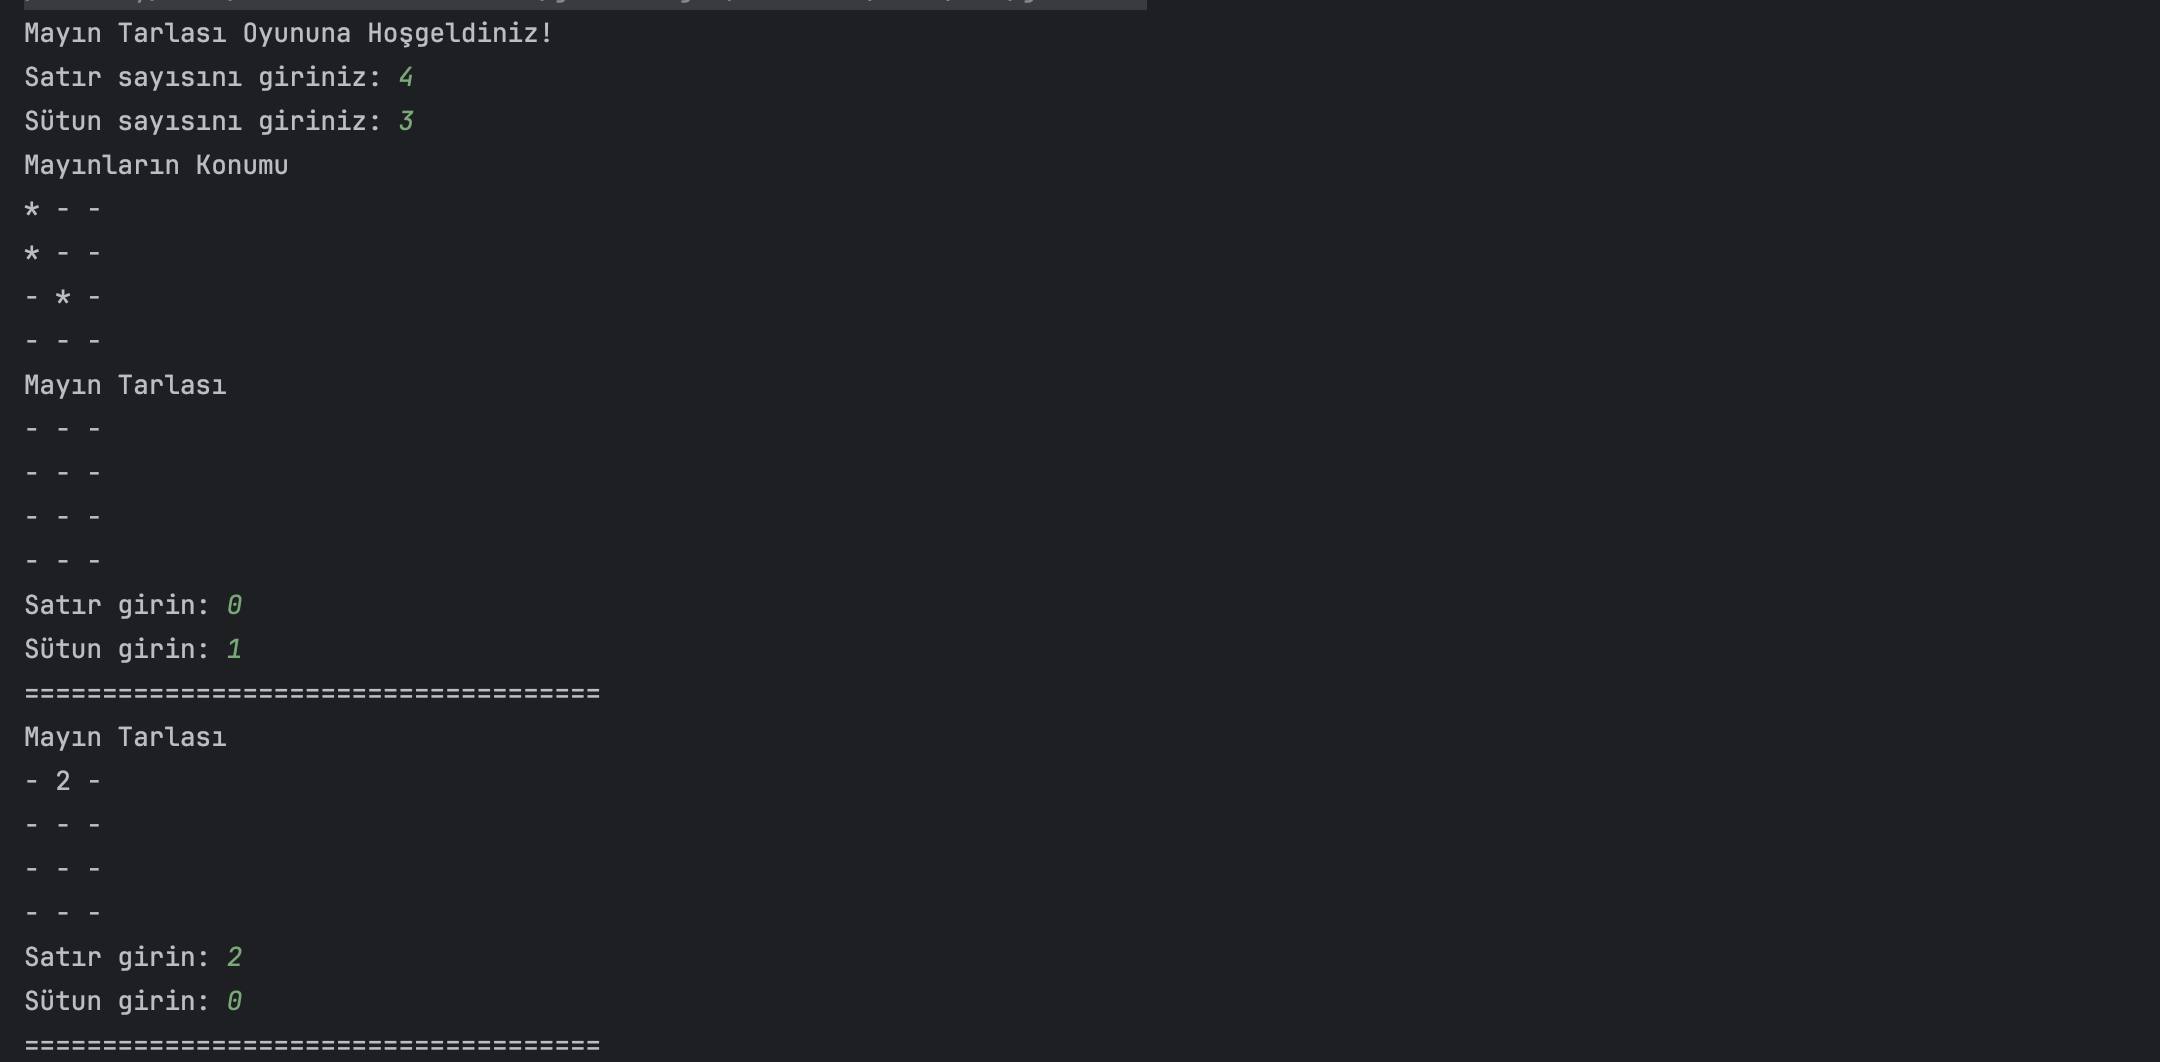 Mayın Tarlası Oyununa Hoşgeldiniz!
Satır sayısını giriniz: 4
Sütun sayısını giriniz: 3
Mayınların Konumu
* - -
* - -
- * -
- - -
Mayın Tarlası
- - -
- - -
- - -
- - -
Satır girin: 0
Sütun girin: 1
=====================================
Mayın Tarlası
- 2 -
- - -
- - -
- - -
Satır girin: 2
Sütun girin: 0
=====================================